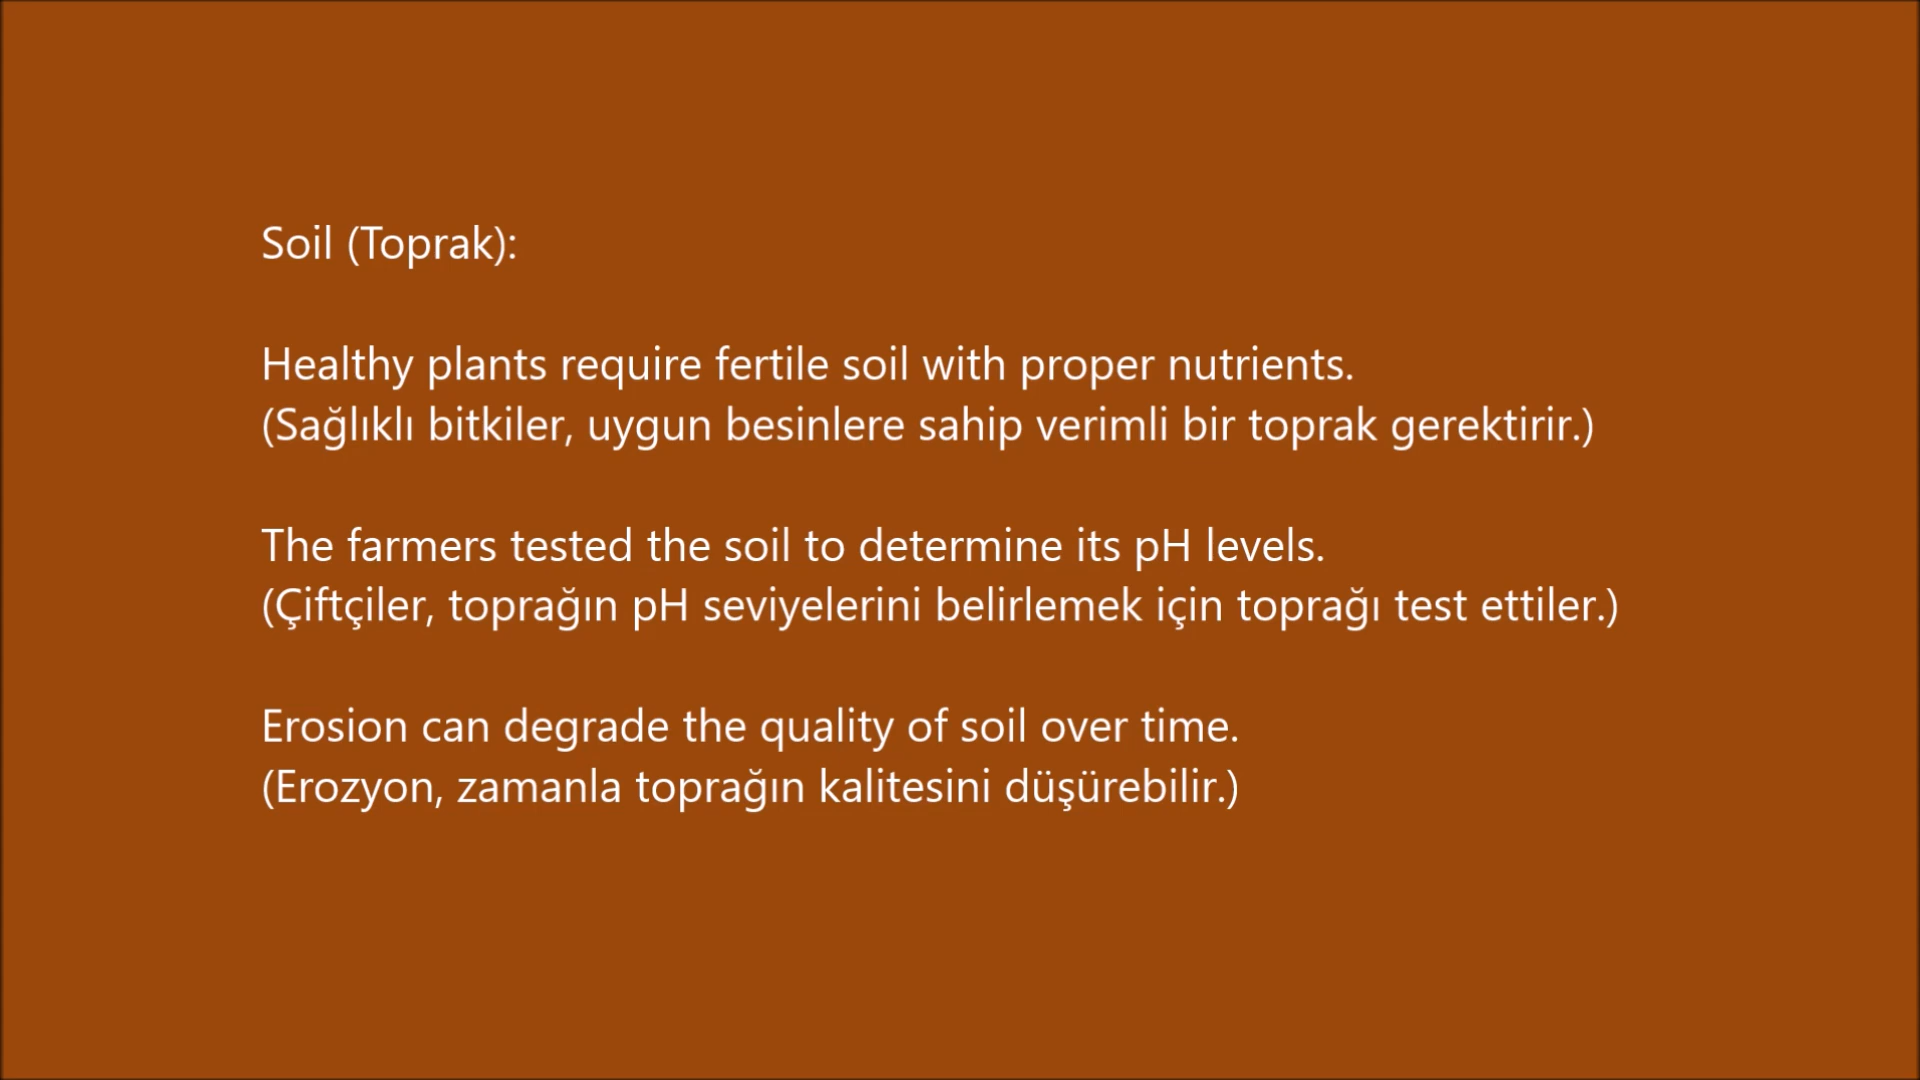 Soil (Toprak):
Healthy plants require fertile soil with proper nutrients.
(Sağlıklı bitkiler, uygun besinlere sahip verimli bir toprak gerektirir.)
The farmers tested the soil to determine its pH levels.
(Çiftçiler, toprağın pH seviyelerini belirlemek için toprağı test ettiler.)
Erosion can degrade the quality of soil over time.
(Erozyon, zamanla toprağın kalitesini düşürebilir.)